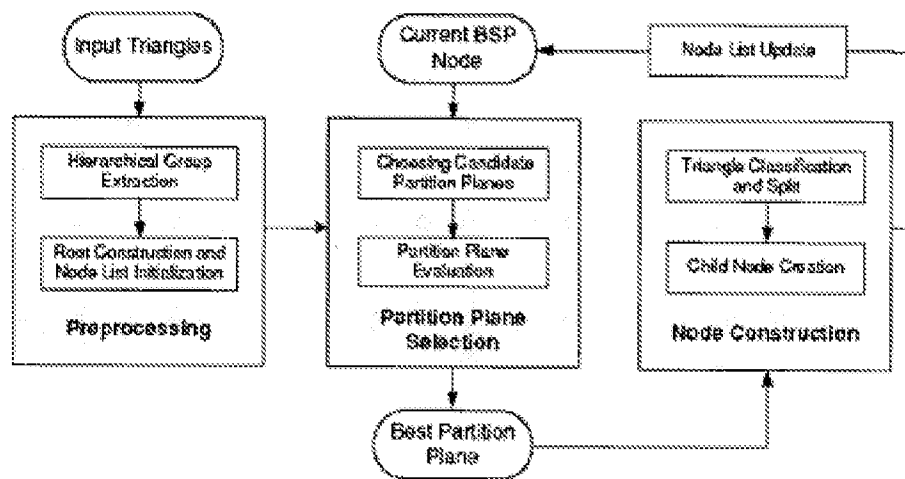 Input Triangles
Hierarchical Group
Extraction
Root Construction and
Node List Initialization
Preprocessing
Current BSP
Node
Choosing Candidate
Partition Planes
Partition Plane
Evaluation
Partition Plane
Selection
Best Partition
Plane
Node List Update
Triangle Classification
and Split
Child Node Creation
Node Construction